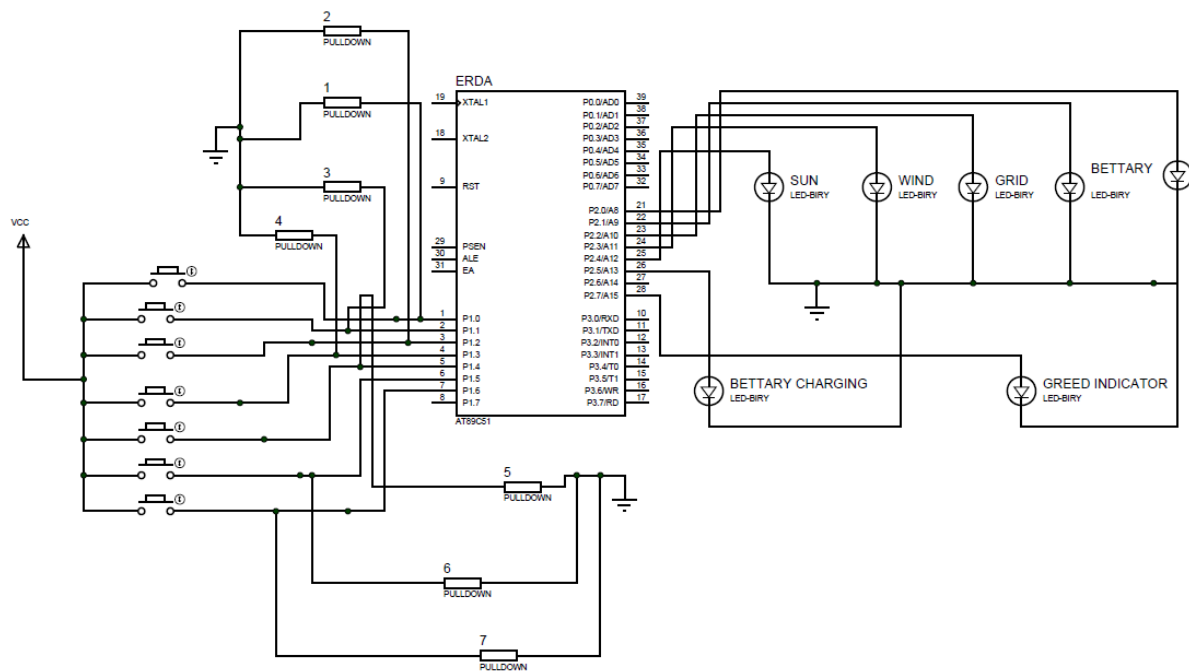 2
PULLDOWN
1
PULLDOWN
3
PULLDOWN
4
PULLDOWN
VCC
ERDA
19 XTAL1
18 XTAL2
9 RST
29 PSEN
30 ALE
31 EA
1 P1.0
2 P1.1
3 P1.2
4 P1.3
5 P1.4
6 P1.5
7 P1.6
8 P1.7
P0.0/AD0 39
P0.1/AD1 38
P0.2/AD2 37
P0.3/AD3 36
P0.4/AD4 35
P0.5/AD5 34
P0.6/AD6 33
P0.7/AD7 32
P2.0/A8 21
P2.1/A9 22
P2.2/A10 23
P2.3/A11 24
P2.4/A12 25
P2.5/A13 26
P2.6/A14 27
P2.7/A15 28
P3.0/RXD 10
P3.1/TXD 11
P3.2/INT0 12
P3.3/INT1 13
P3.4/T0 14
P3.5/T1 15
P3.6/WR 16
P3.7/RD 17
AT89C51
SUN
LED-BIRY
WIND
LED-BIRY
GRID
LED-BIRY
BETTARY
LED-BIRY
BETTARY CHARGING
LED-BIRY
GREED INDICATOR
LED-BIRY
5
PULLDOWN
6
PULLDOWN
7
PULLDOWN